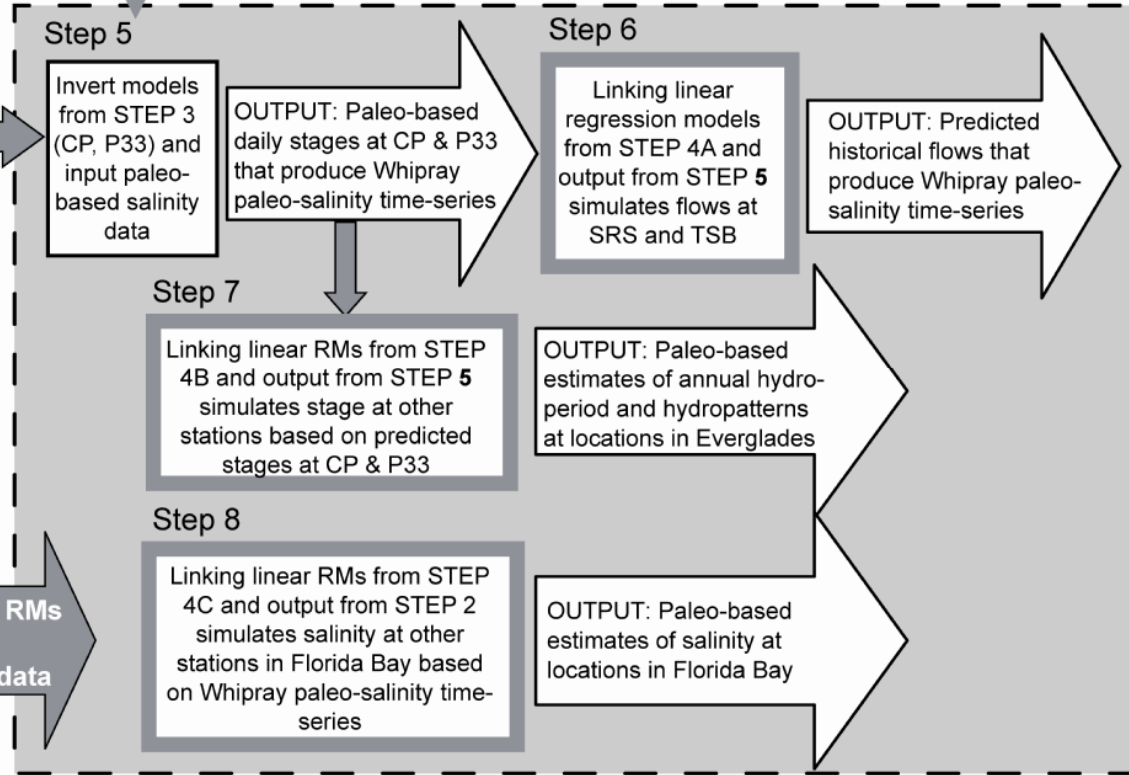 Step 5
Invert models
from STEP 3
(CP, P33) and
input paleo-
based salinity
data
OUTPUT: Paleo-based
daily stages at CP & P33
that produce Whipray
paleo-salinity time-series
Step 6
Linking linear
regression models
from STEP 4A and
output from STEP 5
simulates flows at
SRS and TSB
OUTPUT: Predicted
historical flows that
produce Whipray paleo-
salinity time-series
Step 7
Linking linear RMs from STEP
4B and output from STEP 5
simulates stage at other
stations based on predicted
stages at CP & P33
OUTPUT: Paleo-based
estimates of annual hydro-
period and hydropatterns
at locations in Everglades
Step 8
RMs
data
Linking linear RMs from STEP
4C and output from STEP 2
simulates salinity at other
stations in Florida Bay based
on Whipray paleo-salinity time-
series
OUTPUT: Paleo-based
estimates of salinity at
locations in Florida Bay